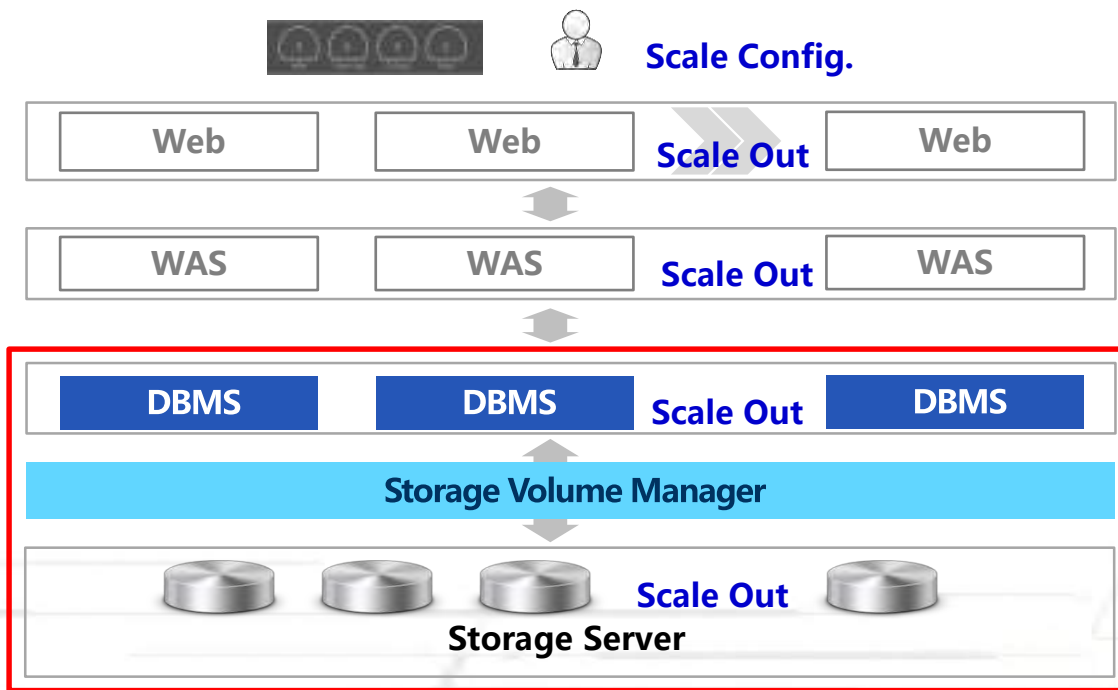 Scale Config.
Web Web Scale Out Web
WAS WAS Scale Out WAS
DBMS DBMS Scale Out DBMS
Storage Volume Manager
Scale Out
Storage Server